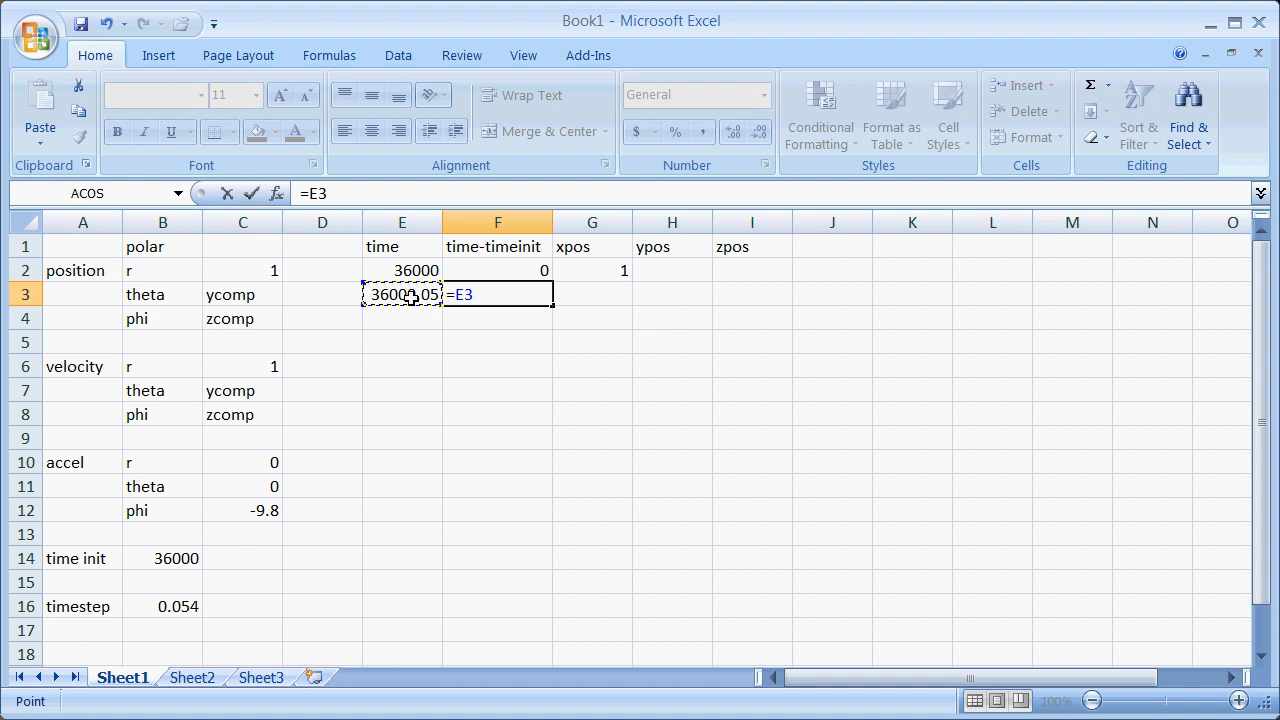 Book1 - Microsoft Excel
Home Insert Page Layout Formulas Data Review View Add-Ins
Paste
11
B I U
Wrap Text
Merge & Center
General
$ % ,
Conditional Formatting
Format as Table
Cell Styles
Insert
Delete
Format
Σ
Sort & Filter
Find & Select
Clipboard Font Alignment Number Styles Cells Editing
ACOS fx =E3
A B C D E F G H I J K L M N O
1 polar time time-timeinit xpos ypos zpos
2 position r 1 36000 0 1
3 theta ycomp =E3
4 phi zcomp
5
6 velocity r 1
7 theta ycomp
8 phi zcomp
9
10 accel r 0
11 theta 0
12 phi -9.8
13
14 time init 36000
15
16 timestep 0.054
17
18
Sheet1 Sheet2 Sheet3
Point 100%